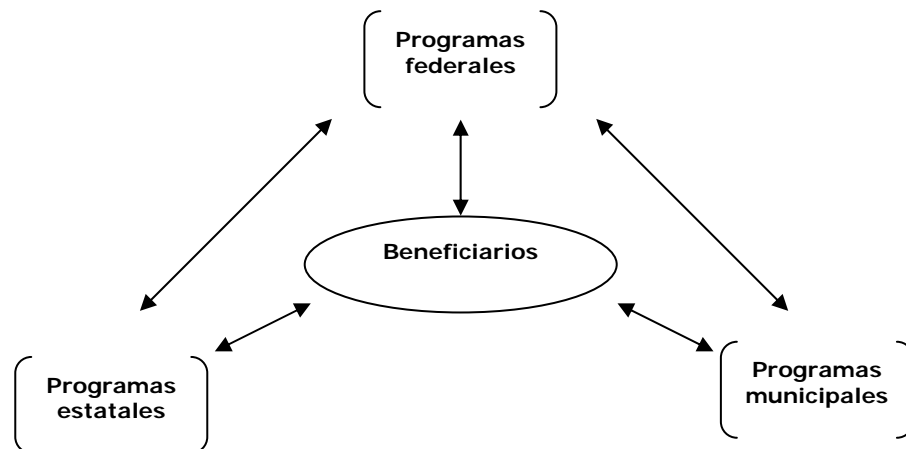 Programas
federales
Beneficiarios
Programas
estatales
Programas
municipales